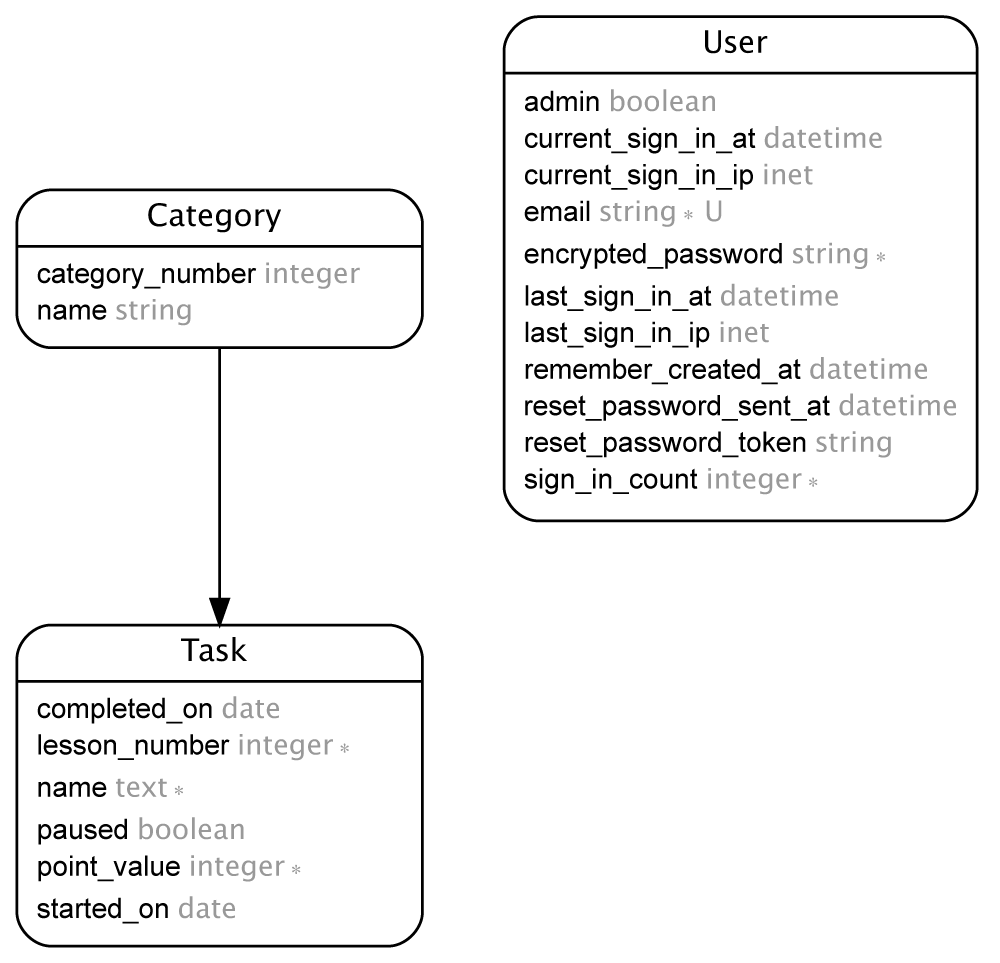 User
admin boolean
current_sign_in_at datetime
current_sign_in_ip inet
email string * U
encrypted_password string *
last_sign_in_at datetime
last_sign_in_ip inet
remember_created_at datetime
reset_password_sent_at datetime
reset_password_token string
sign_in_count integer *
Category
category_number integer
name string
Task
completed_on date
lesson_number integer *
name text *
paused boolean
point_value integer *
started_on date